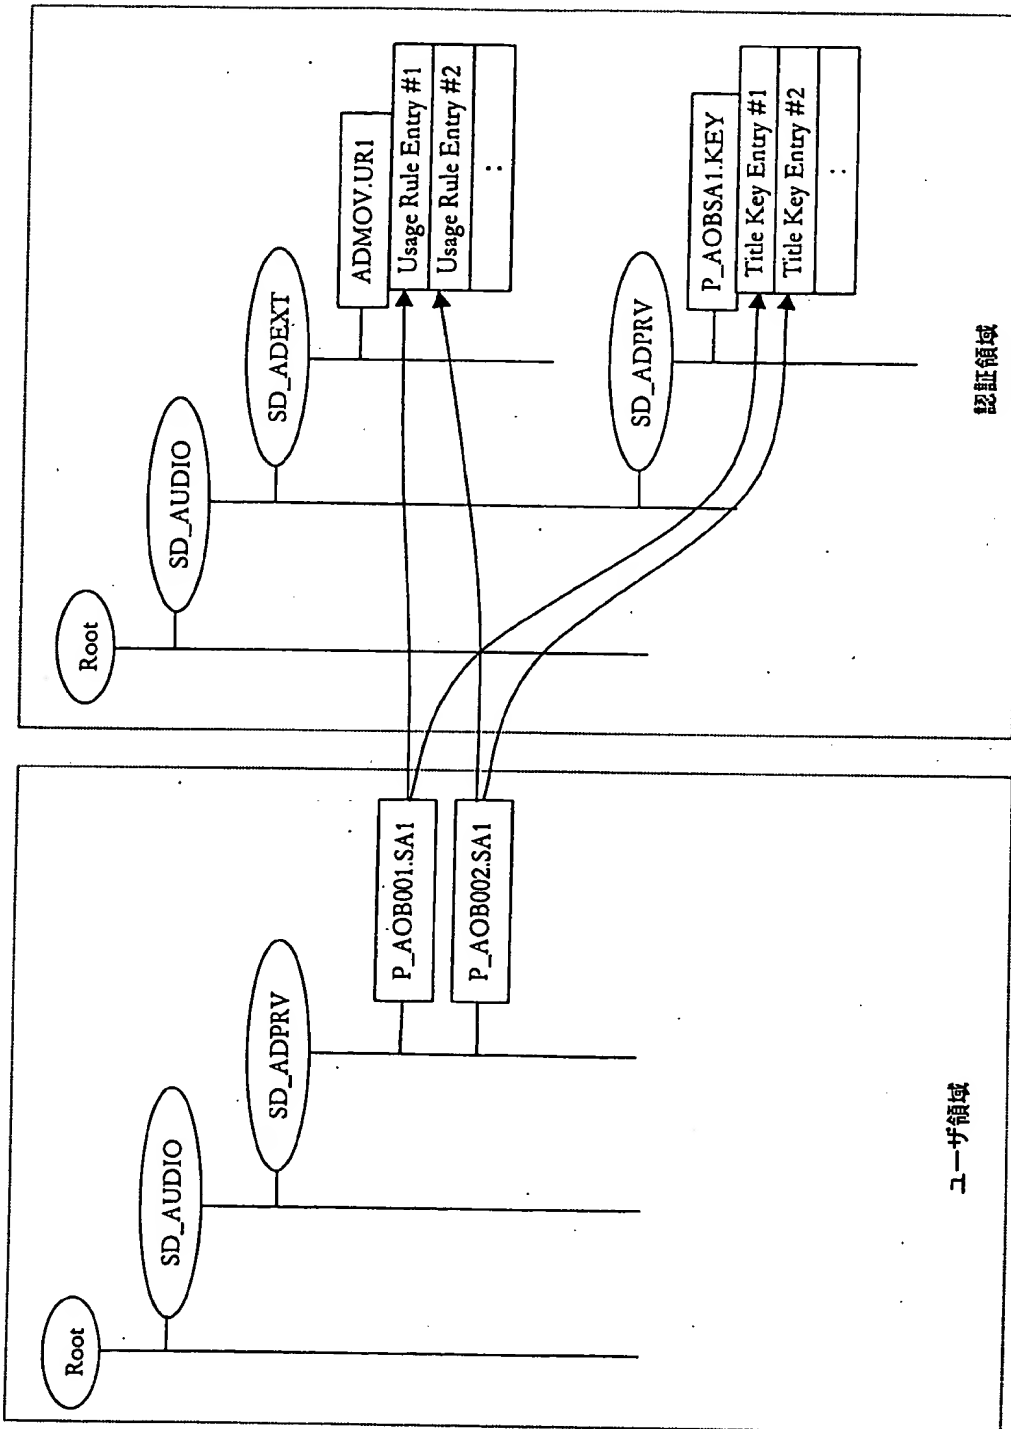 Root
SD_AUDIO
SD_ADPRV
P_AOB001.SA1
P_AOB002.SA1
ユーザ領域
Root
SD_AUDIO
SD_ADEXT
ADMOV.UR1
Usage Rule Entry #1
Usage Rule Entry #2
:
SD_ADPRV
P_AOBSA1.KEY
Title Key Entry #1
Title Key Entry #2
:
認証領域